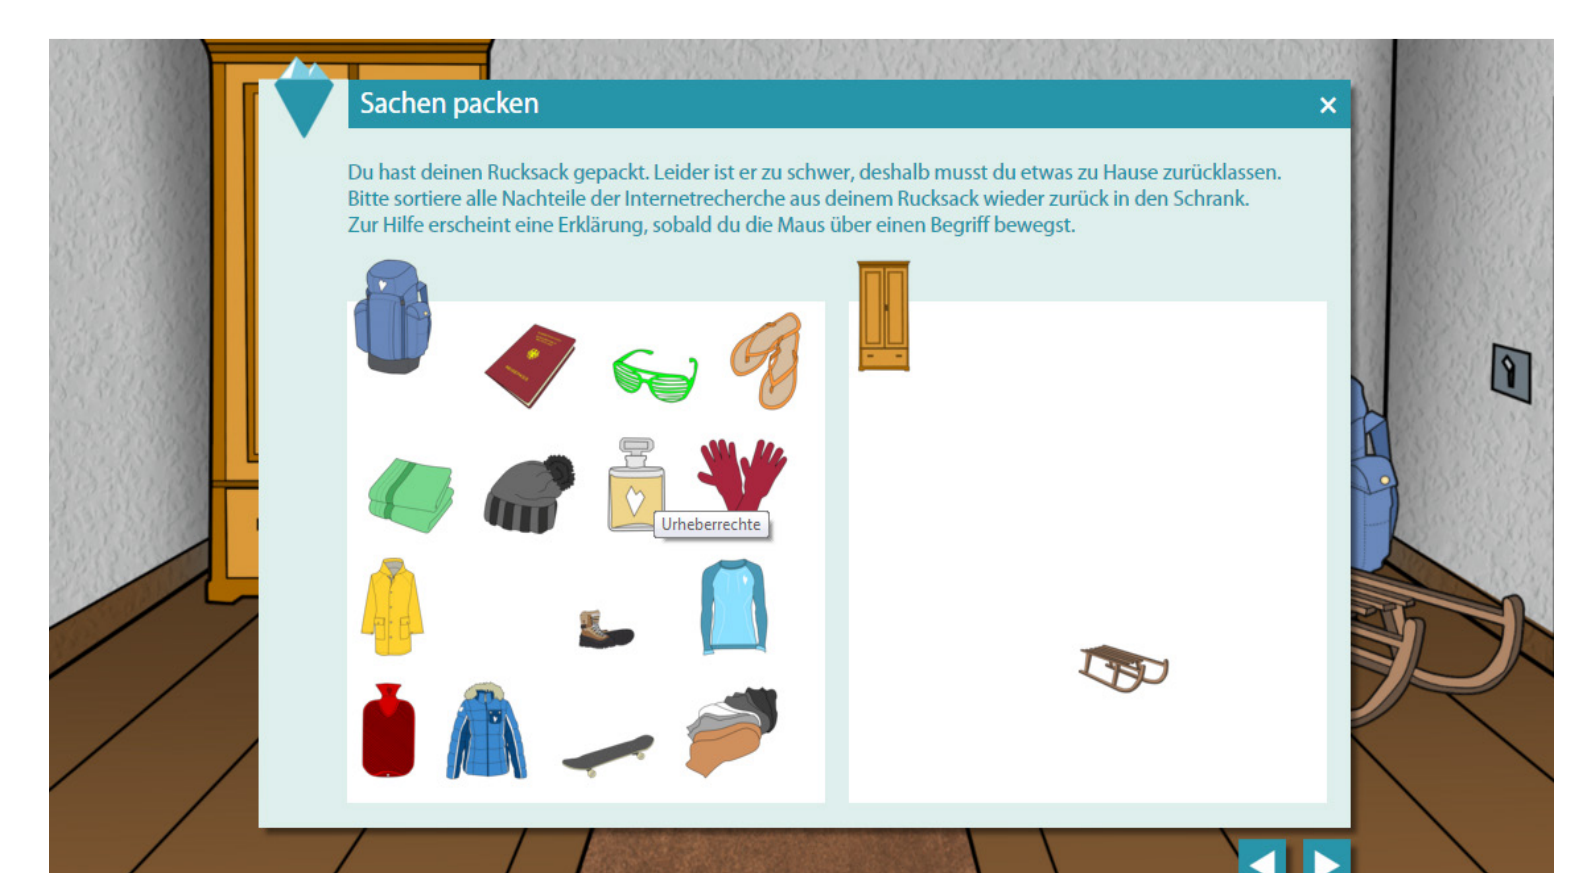 Sachen packen
Du hast deinen Rucksack gepackt. Leider ist er zu schwer, deshalb musst du etwas zu Hause zurücklassen.
Bitte sortiere alle Nachteile der Internetrecherche aus deinem Rucksack wieder zurück in den Schrank.
Zur Hilfe erscheint eine Erklärung, sobald du die Maus über einen Begriff bewegst.
Urheberrechte